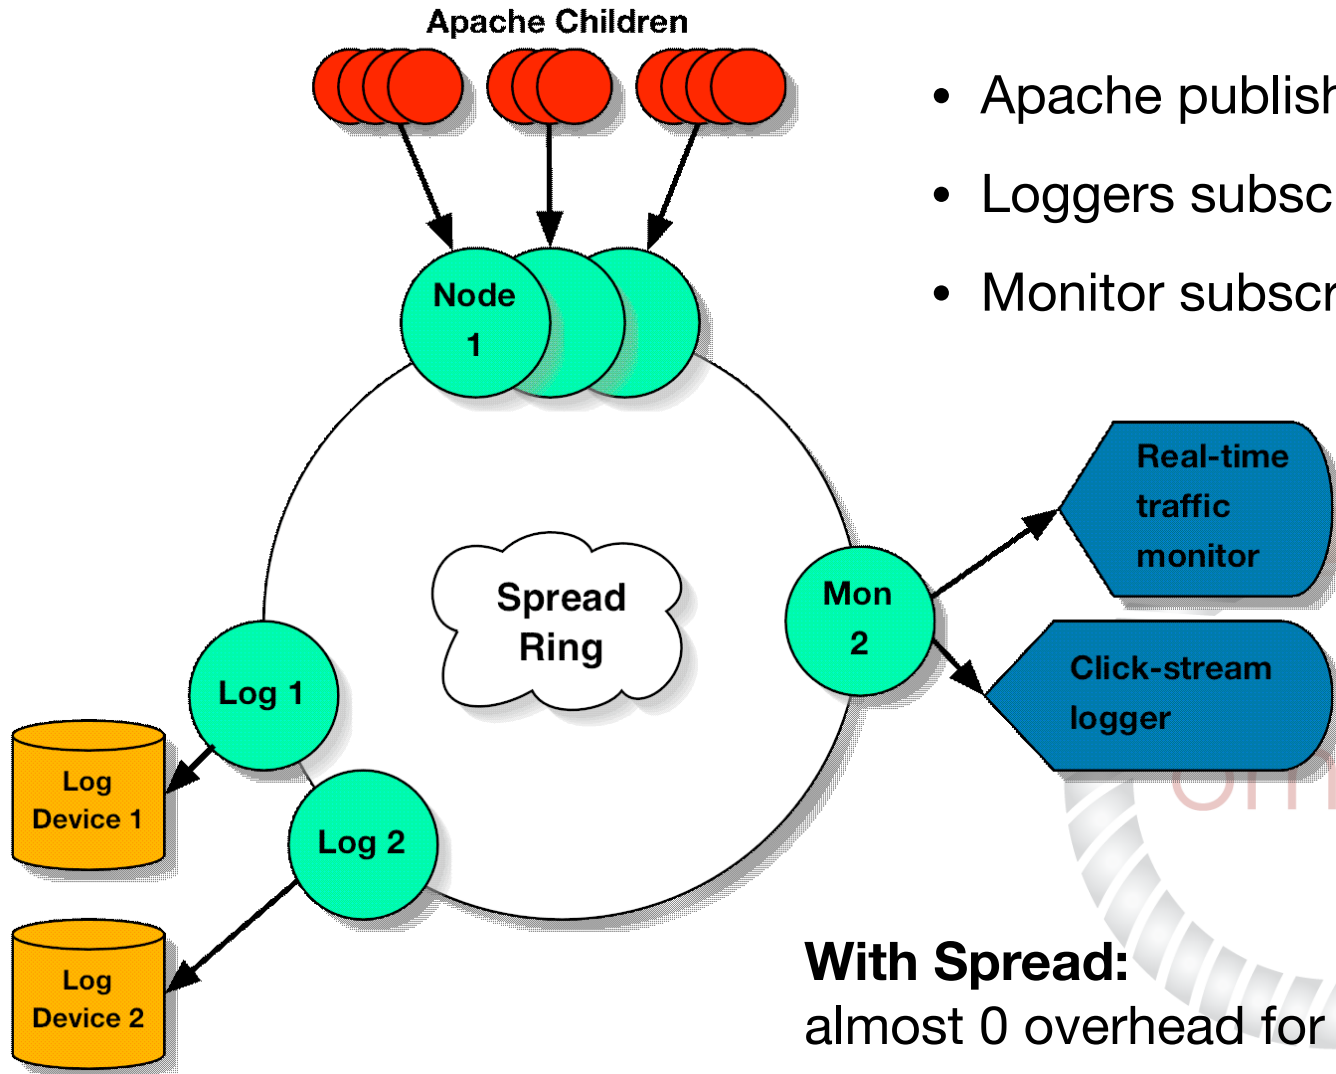 Apache Children
• Apache publish
• Loggers subsc
• Monitor subscr
Node
1
Real-time
traffic
monitor
Spread
Ring
Mon
2
Click-stream
logger
Log 1
Log
Device 1
Log 2
Log
Device 2
With Spread:
almost 0 overhead for